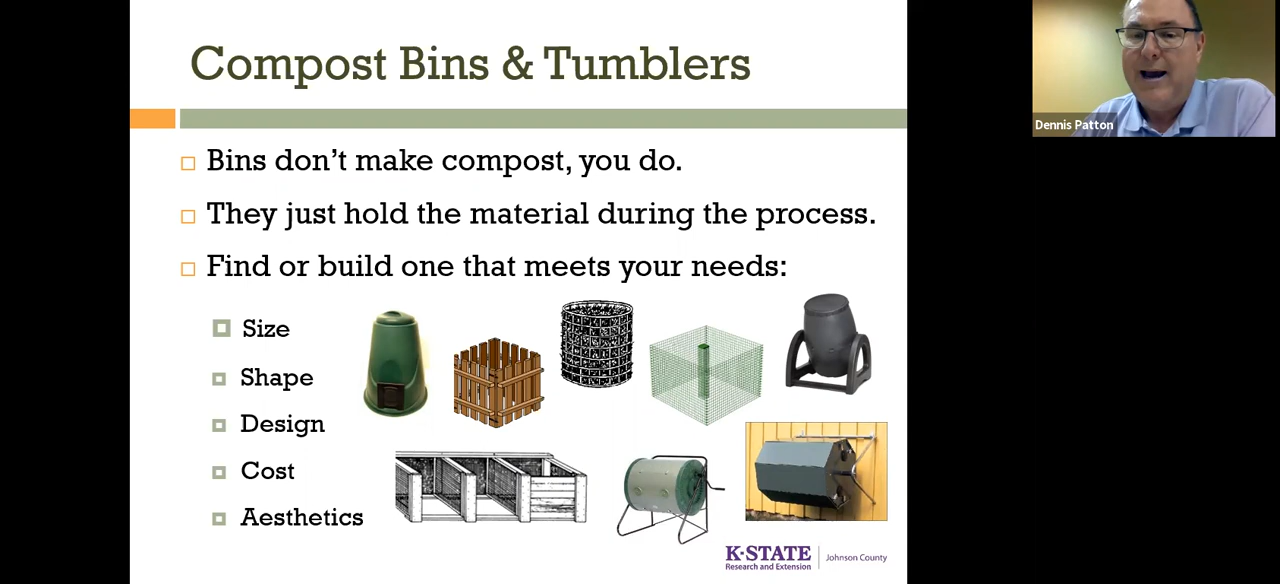 Compost Bins & Tumblers
Bins don't make compost, you do.
They just hold the material during the process.
Find or build one that meets your needs:
Size
Shape
Design
Cost
Aesthetics
K-STATE
Research and Extension
Johnson County
Dennis Patton